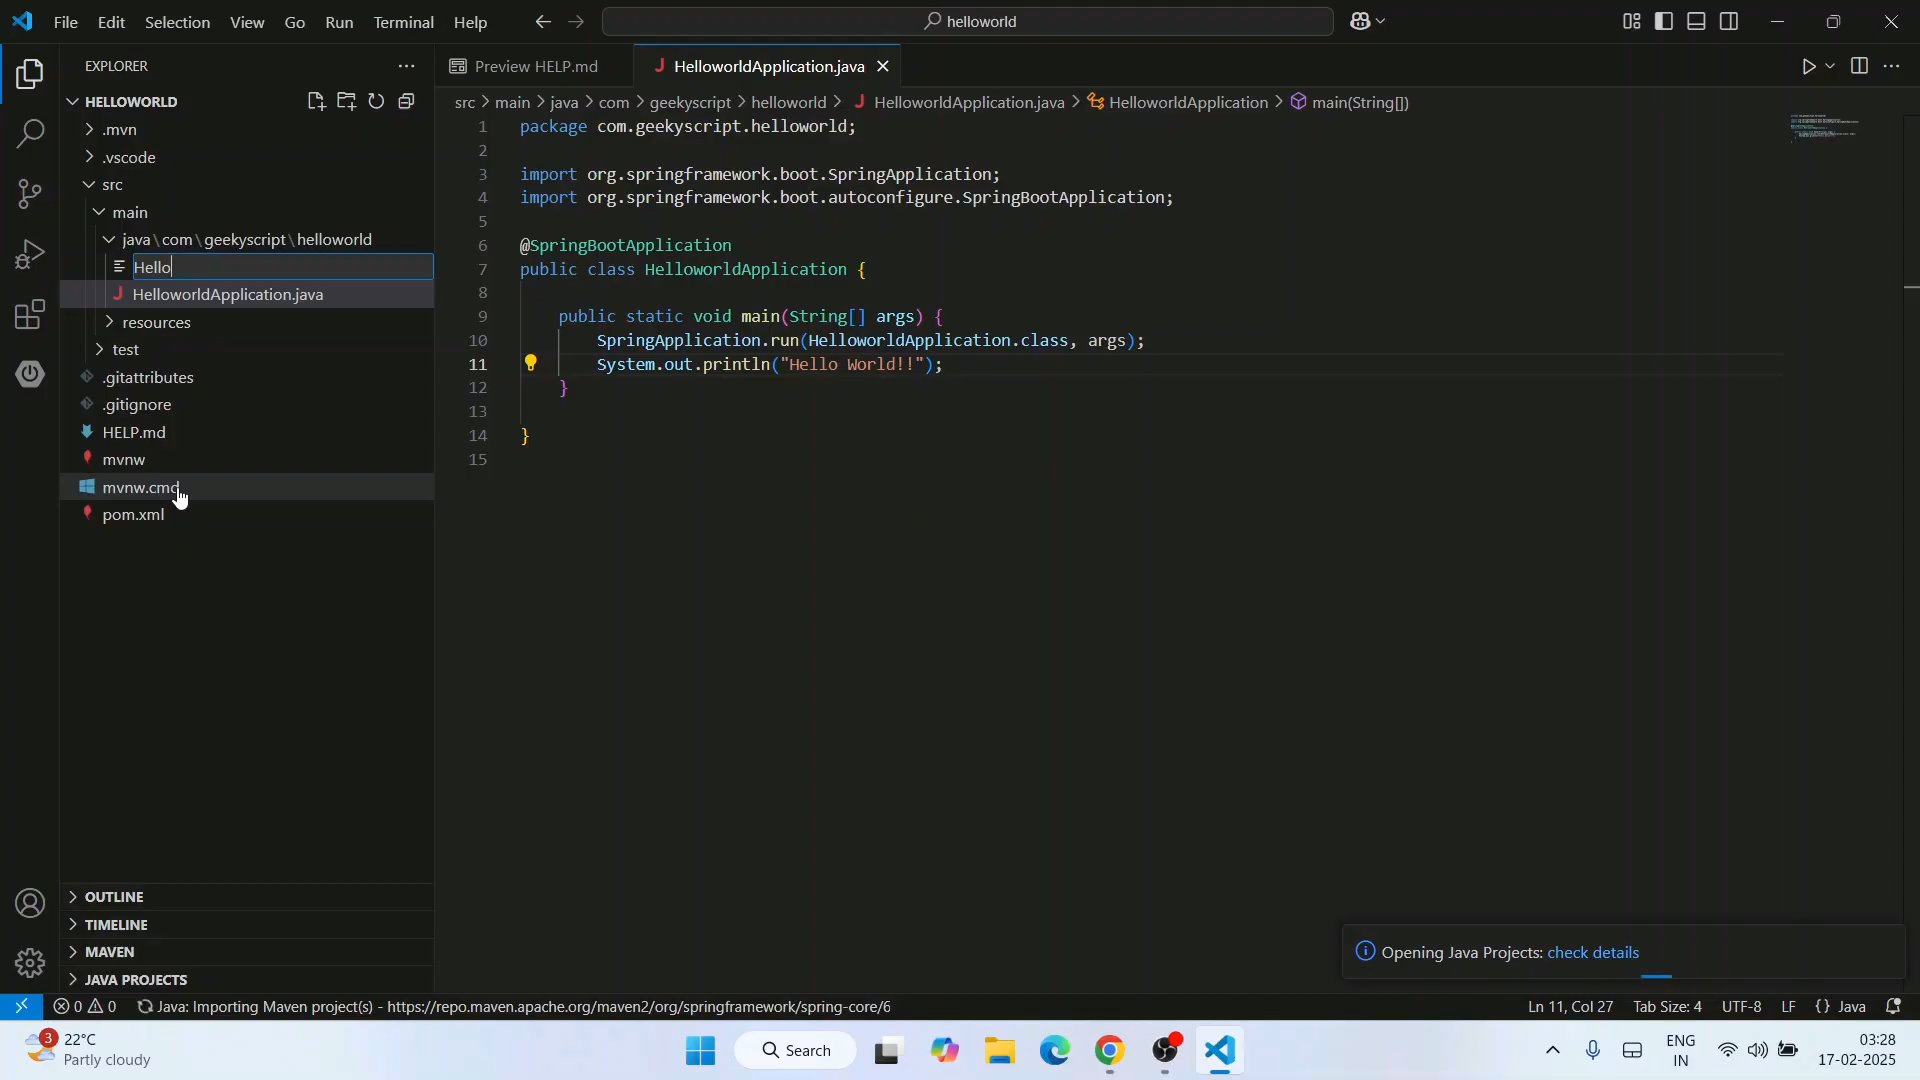 File Edit Selection View Go Run Terminal Help
helloworld
EXPLORER
HELLOWORLD
.mvn
.vscode
src
main
java\com\geekyscript\helloworld
Hello
HelloworldApplication.java
resources
test
.gitattributes
.gitignore
HELP.md
mvnw
mvnw.cmd
pom.xml
OUTLINE
TIMELINE
MAVEN
JAVA PROJECTS
Preview HELP.md
HelloworldApplication.java
src > main > java > com > geekyscript > helloworld > HelloworldApplication.java > HelloworldApplication > main(String[])
1 package com.geekyscript.helloworld;
2
3 import org.springframework.boot.SpringApplication;
4 import org.springframework.boot.autoconfigure.SpringBootApplication;
5
6 @SpringBootApplication
7 public class HelloworldApplication {
8
9 public static void main(String[] args) {
10 SpringApplication.run(HelloworldApplication.class, args);
11 System.out.println("Hello World!!");
12 }
13
14 }
15
Opening Java Projects: check details
0 0 Java: Importing Maven project(s) - https://repo.maven.apache.org/maven2/org/springframework/spring-core/6
Ln 11, Col 27 Tab Size: 4 UTF-8 LF {} Java
3
22°C
Partly cloudy
Search
ENG
IN
03:28
17-02-2025